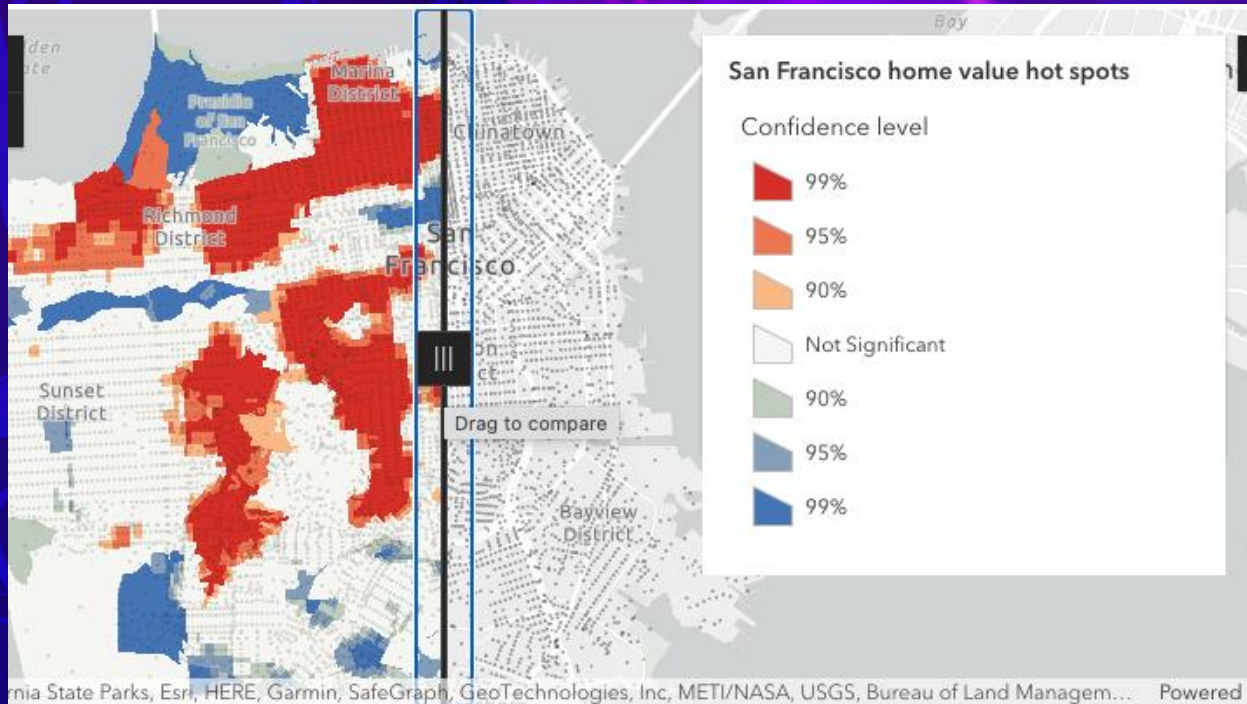 Bay
San Francisco home value hot spots
Confidence level
99%
95%
90%
Not Significant
90%
95%
99%
Marina
District
Presidio
of San
Francisco
Chinatown
Richmond
District
San
Francisco
Sunset
District
Drag to compare
Bayview
District
rnia State Parks, Esri, HERE, Garmin, SafeGraph, GeoTechnologies, Inc, METI/NASA, USGS, Bureau of Land Managem... Powered